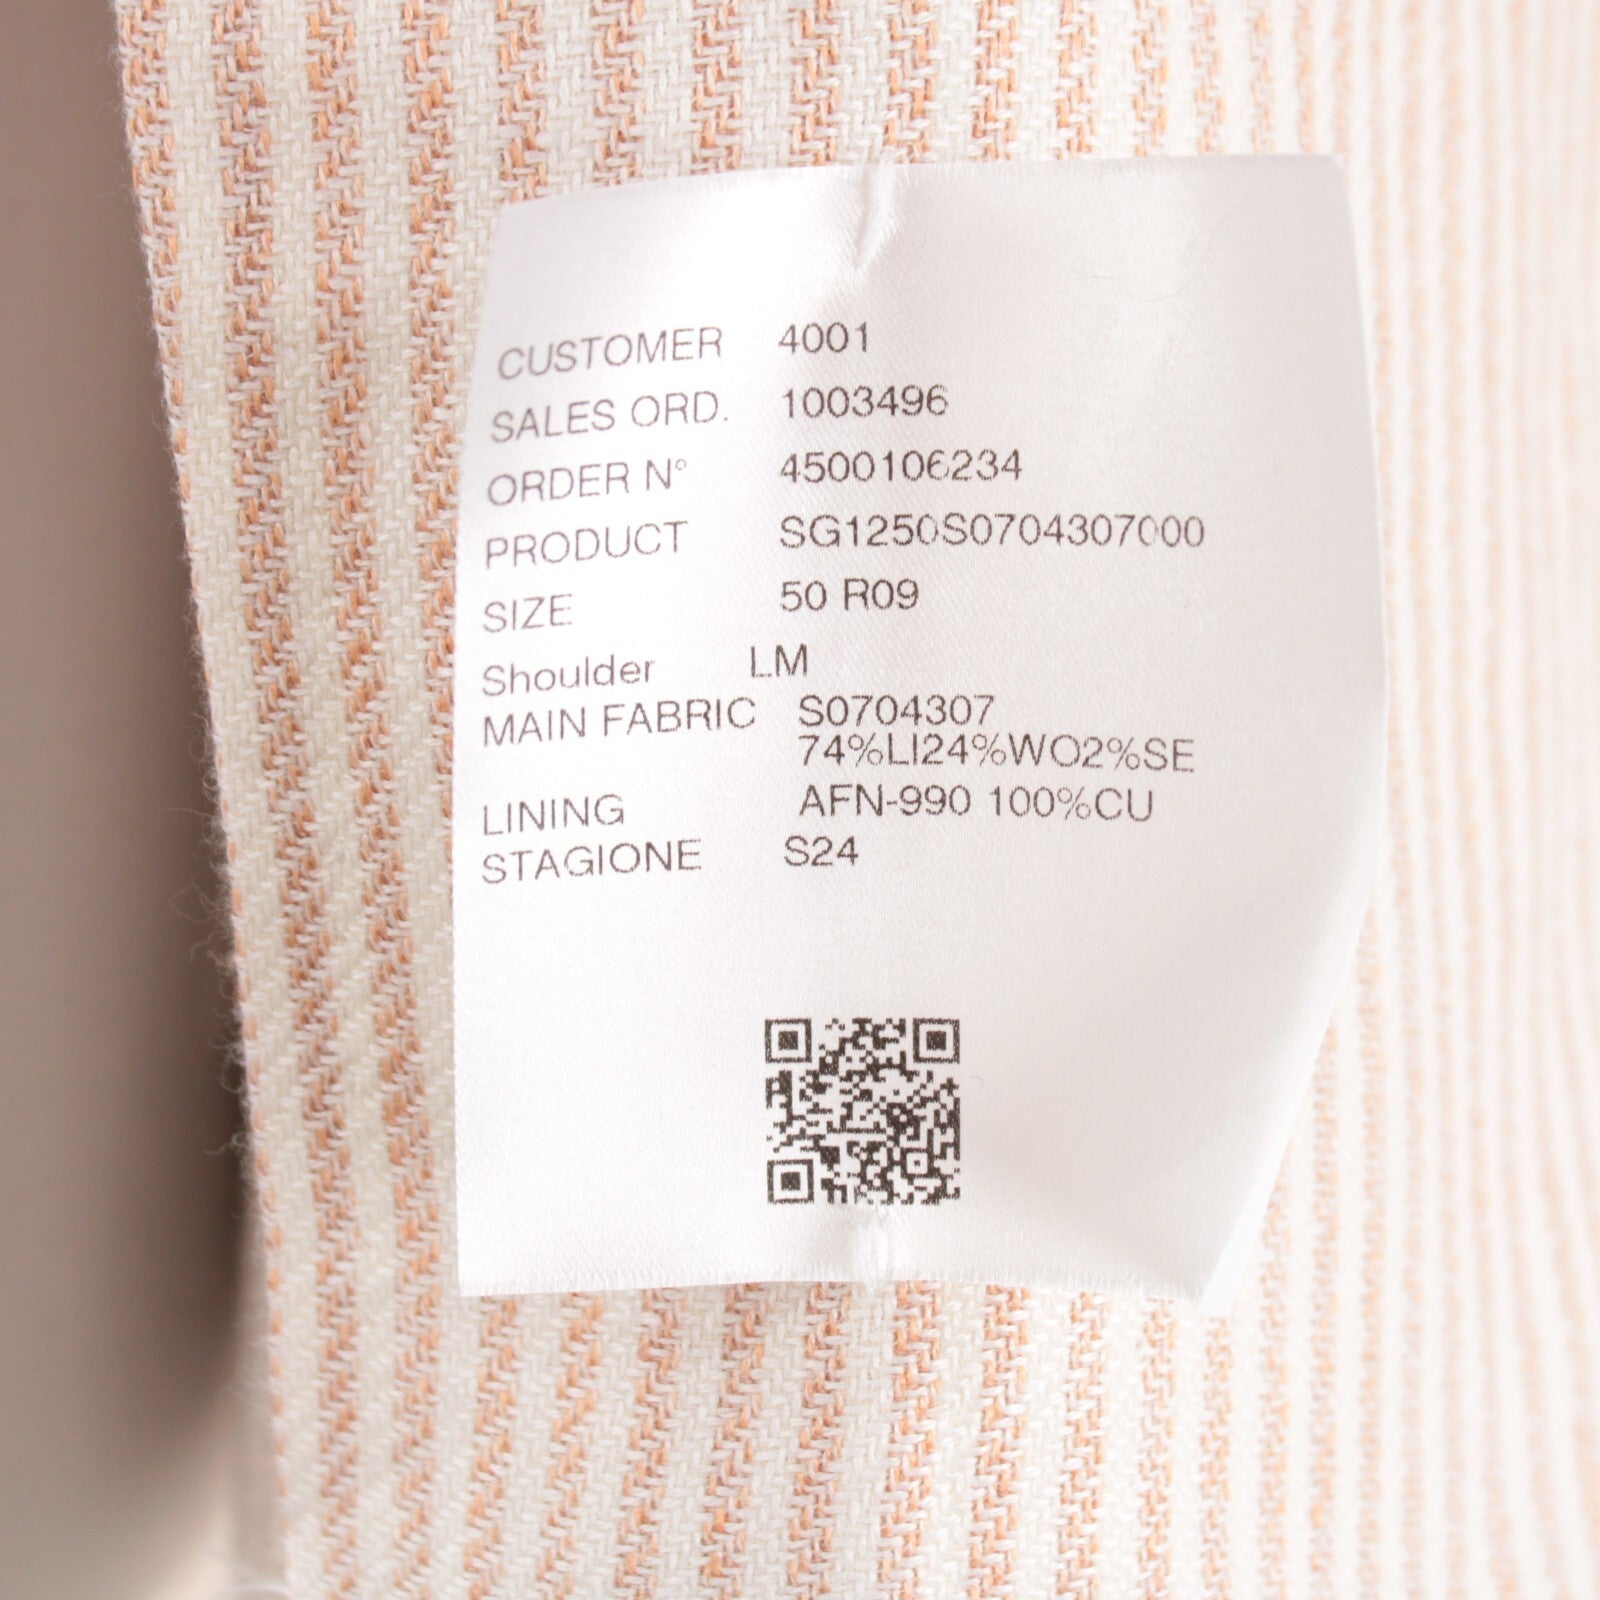 CUSTOMER 4001
SALES ORD. 1003496
ORDER N° 4500106234
PRODUCT SG1250S0704307000
SIZE 50 R09
Shoulder LM
MAIN FABRIC S0704307
74%LI24%WO2%SE
LINING AFN-990 100%CU
STAGIONE S24